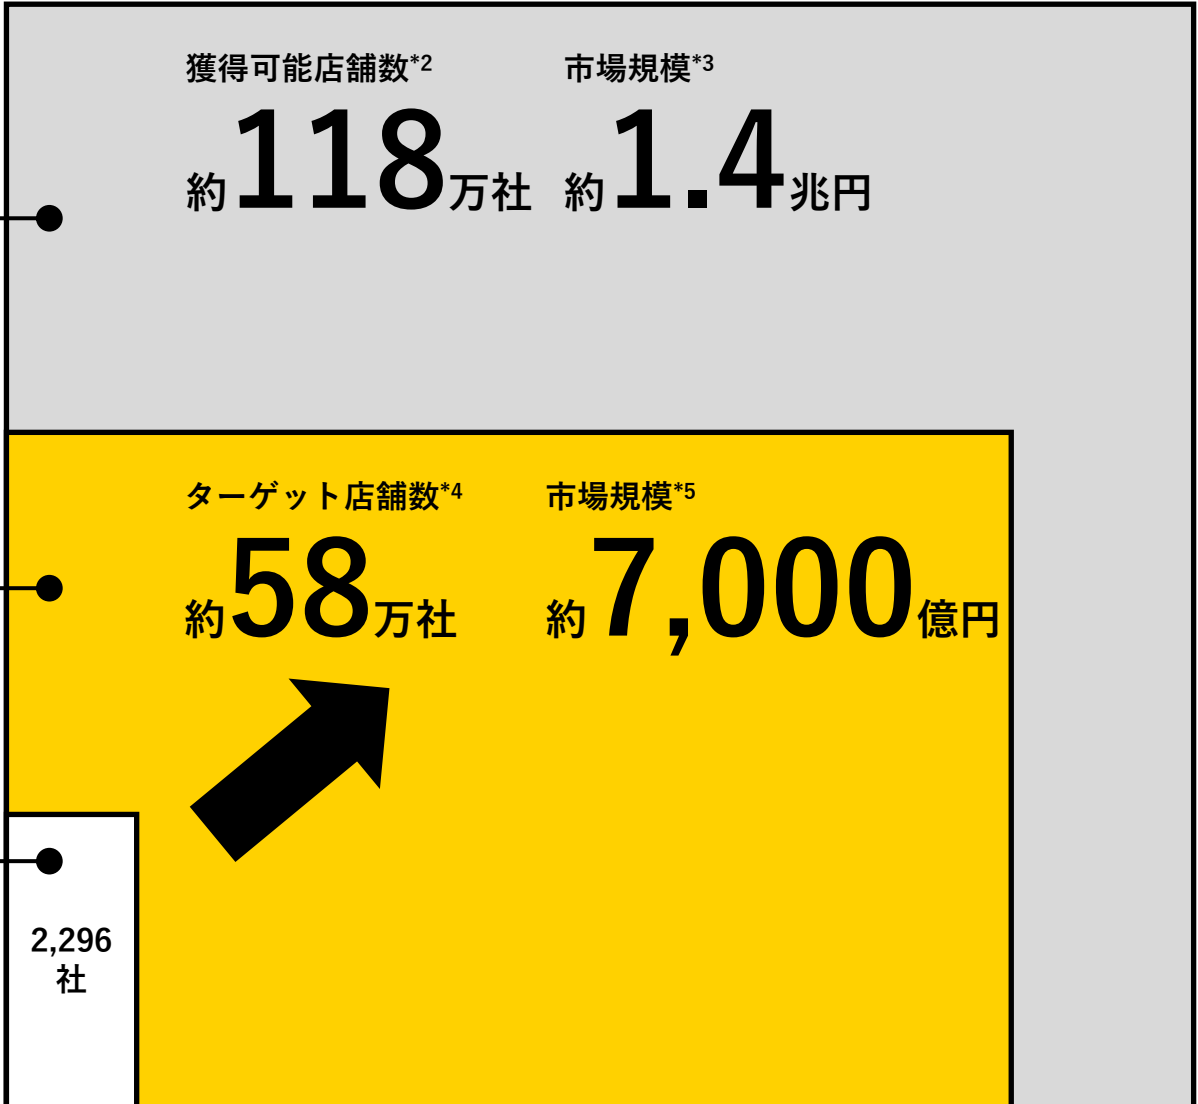 獲得可能店舗数*2 市場規模*3
約118万社 約1.4兆円
ターゲット店舗数*4 市場規模*5
約58万社 約7,000億円
2,296
社